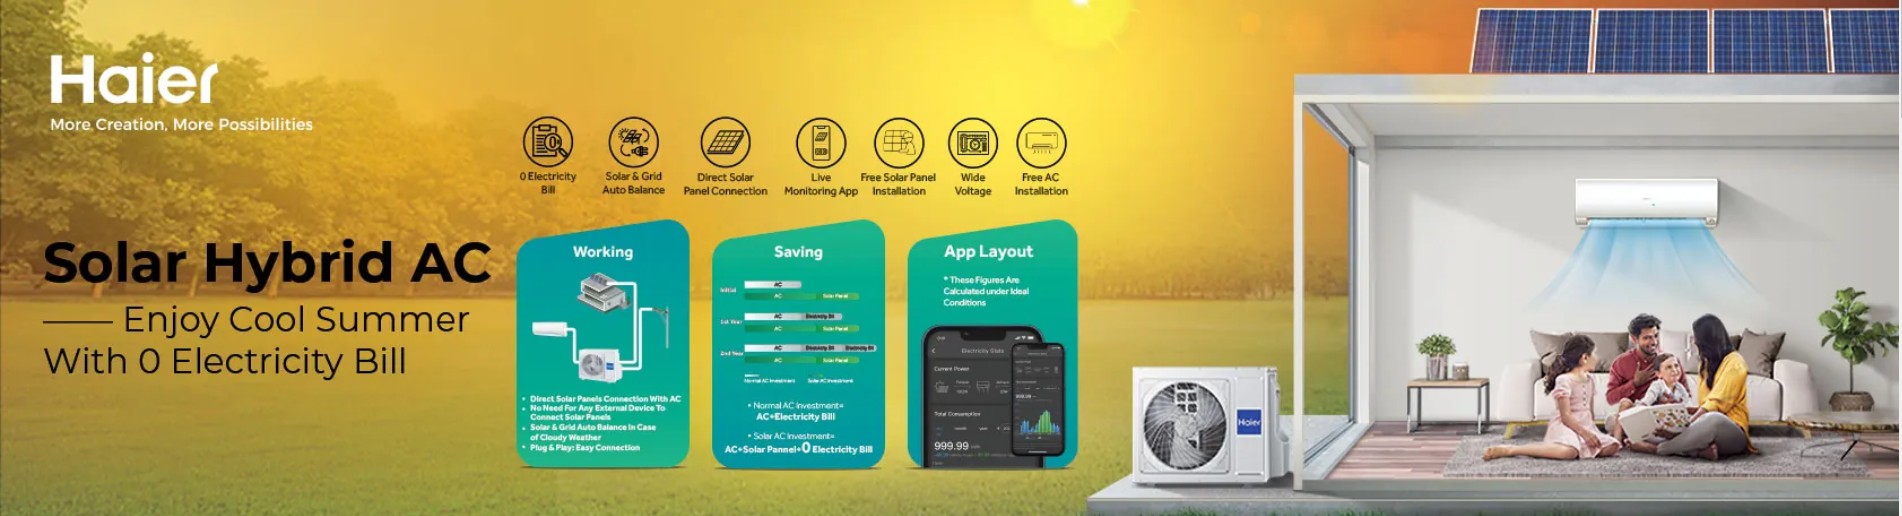 Haier
More Creation, More Possibilities
Solar Hybrid AC
Enjoy Cool Summer
With 0 Electricity Bill
0 Electricity
Bill
Solar & Grid
Auto Balance
Direct Solar
Panel Connection
Live
Monitoring App
Free Solar Panel
Installation
Wide
Voltage
Free AC
Installation
Working
• Direct Solar Panels Connection With AC
• No Need For Any External Device To
Connect Solar Panels
• Solar & Grid Auto Balance In Case
of Cloudy Weather
• Plug & Play: Easy Connection
Saving
Initial
AC
AC Solar Panel
1st Year
AC Electricity Bill
AC Solar Panel
2nd Year
AC Electricity Bill Electricity Bill
AC Solar Panel
Normal AC Investment Solar AC Investment
• Normal AC Investment=
AC+Electricity Bill
• Solar AC Investment=
AC+Solar Pannel+0 Electricity Bill
App Layout
* These Figures Are
Calculated under Ideal
Conditions
Electricity Stats
Current Power
Total Consumption
999.99
999.99
Haier